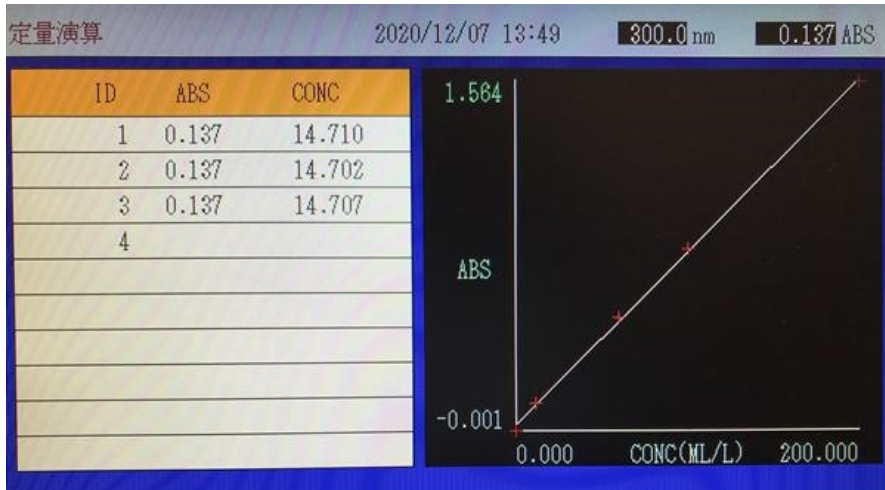 定量演算 2020/12/07 13:49 300.0 nm 0.137 ABS
ID ABS CONC
1 0.137 14.710
2 0.137 14.702
3 0.137 14.707
4
1.564
ABS
-0.001
0.000 CONC(ML/L) 200.000